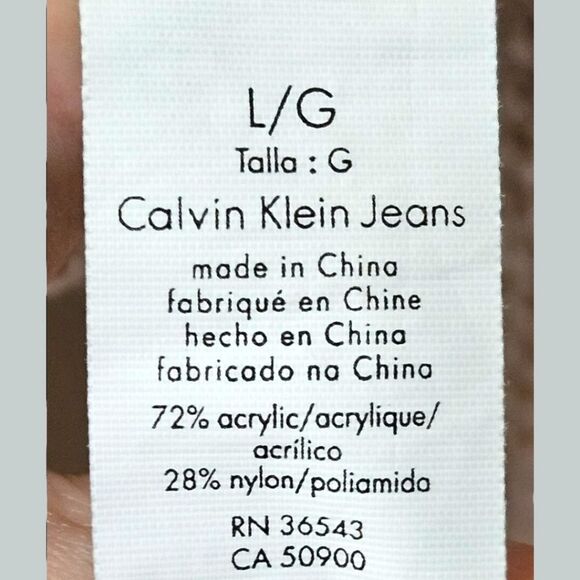 L/G
Talla : G
Calvin Klein Jeans
made in China
fabriqué en Chine
hecho en China
fabricado na China
72% acrylic/acrylique/
acrílico
28% nylon/poliamida
RN 36543
CA 50900